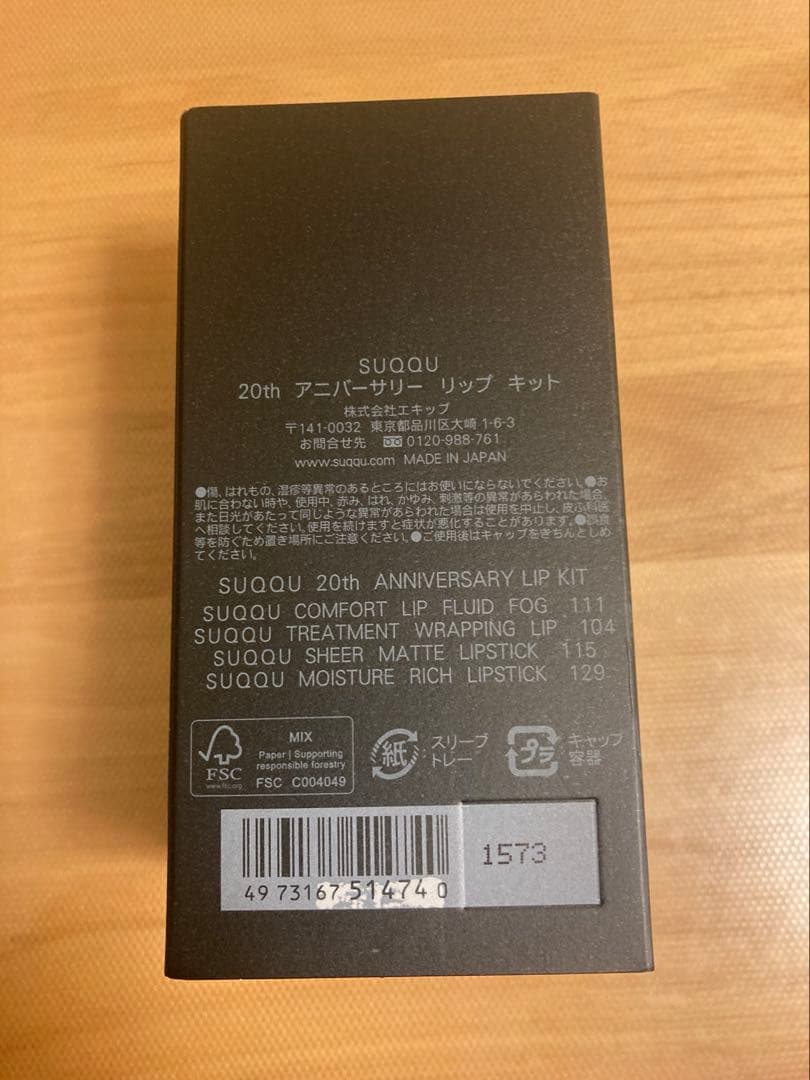 SUQQU
20th アニバーサリー リップ キット
株式会社エキップ
〒141-0032 東京都品川区大崎 1-6-3
お問合せ先 0120-988-761
www.suqqu.com MADE IN JAPAN
●傷、はれもの、湿疹等異常のあるところにはお使いにならないでください。●お
肌に合わない時や、使用中、赤み、はれ、かゆみ、刺激等の異常があらわれた場合、
また日光があたって同じような異常があらわれた場合は使用を中止し、皮ふ科医
へ相談してください。使用を続けますと症状が悪化することがあります。●誤食
等を防ぐため置き場所にご注意ください。●ご使用後はキャップをきちんとしめ
てください。
SUQQU 20th ANNIVERSARY LIP KIT
SUQQU COMFORT LIP FLUID FOG 111
SUQQU TREATMENT WRAPPING LIP 104
SUQQU SHEER MATTE LIPSTICK 115
SUQQU MOISTURE RICH LIPSTICK 129
FSC
www.fsc.org
MIX
Paper | Supporting
responsible forestry
FSC C004049
紙 : スリーブ
トレー
プラ : キャップ
容器
49 73167 514740
1573